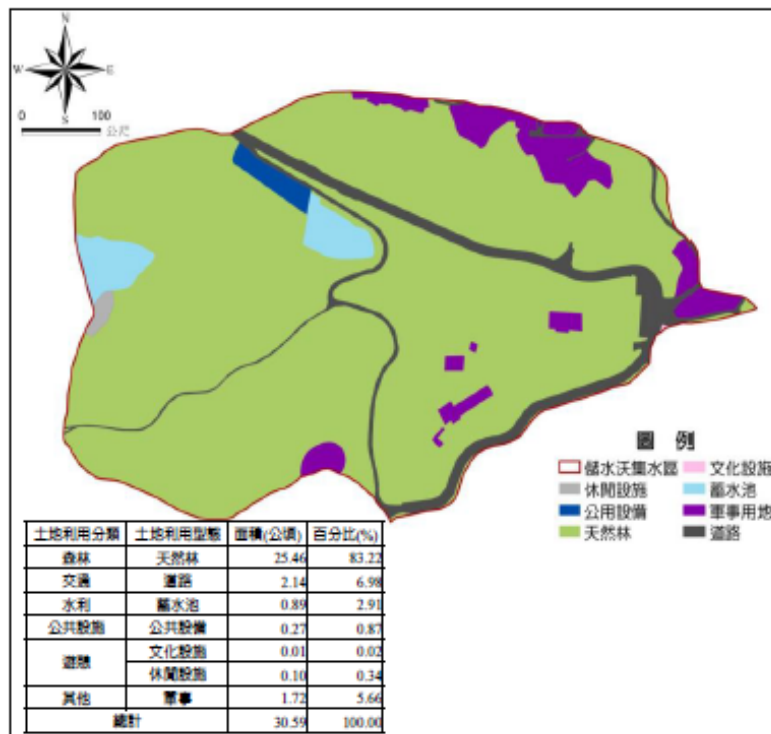 N
W E
S
0 100
公尺
圖 例
儲水沃集水區 文化設施
休閒設施 蓄水池
公用設備 軍事用地
天然林 道路
土地利用分類 土地利用型態 面積(公頃) 百分比(%)
森林 天然林 25.46 83.22
交通 道路 2.14 6.98
水利 蓄水池 0.89 2.91
公共設施 公共設備 0.27 0.87
遊憩 文化設施 0.01 0.02
休閒設施 0.10 0.34
其他 軍事 1.72 5.66
總計 30.59 100.00